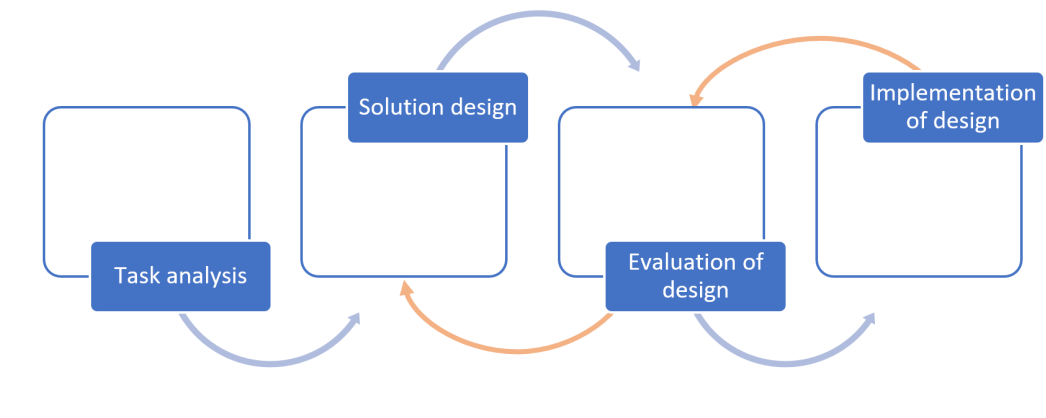 Task analysis
Solution design
Evaluation of
design
Implementation
of design